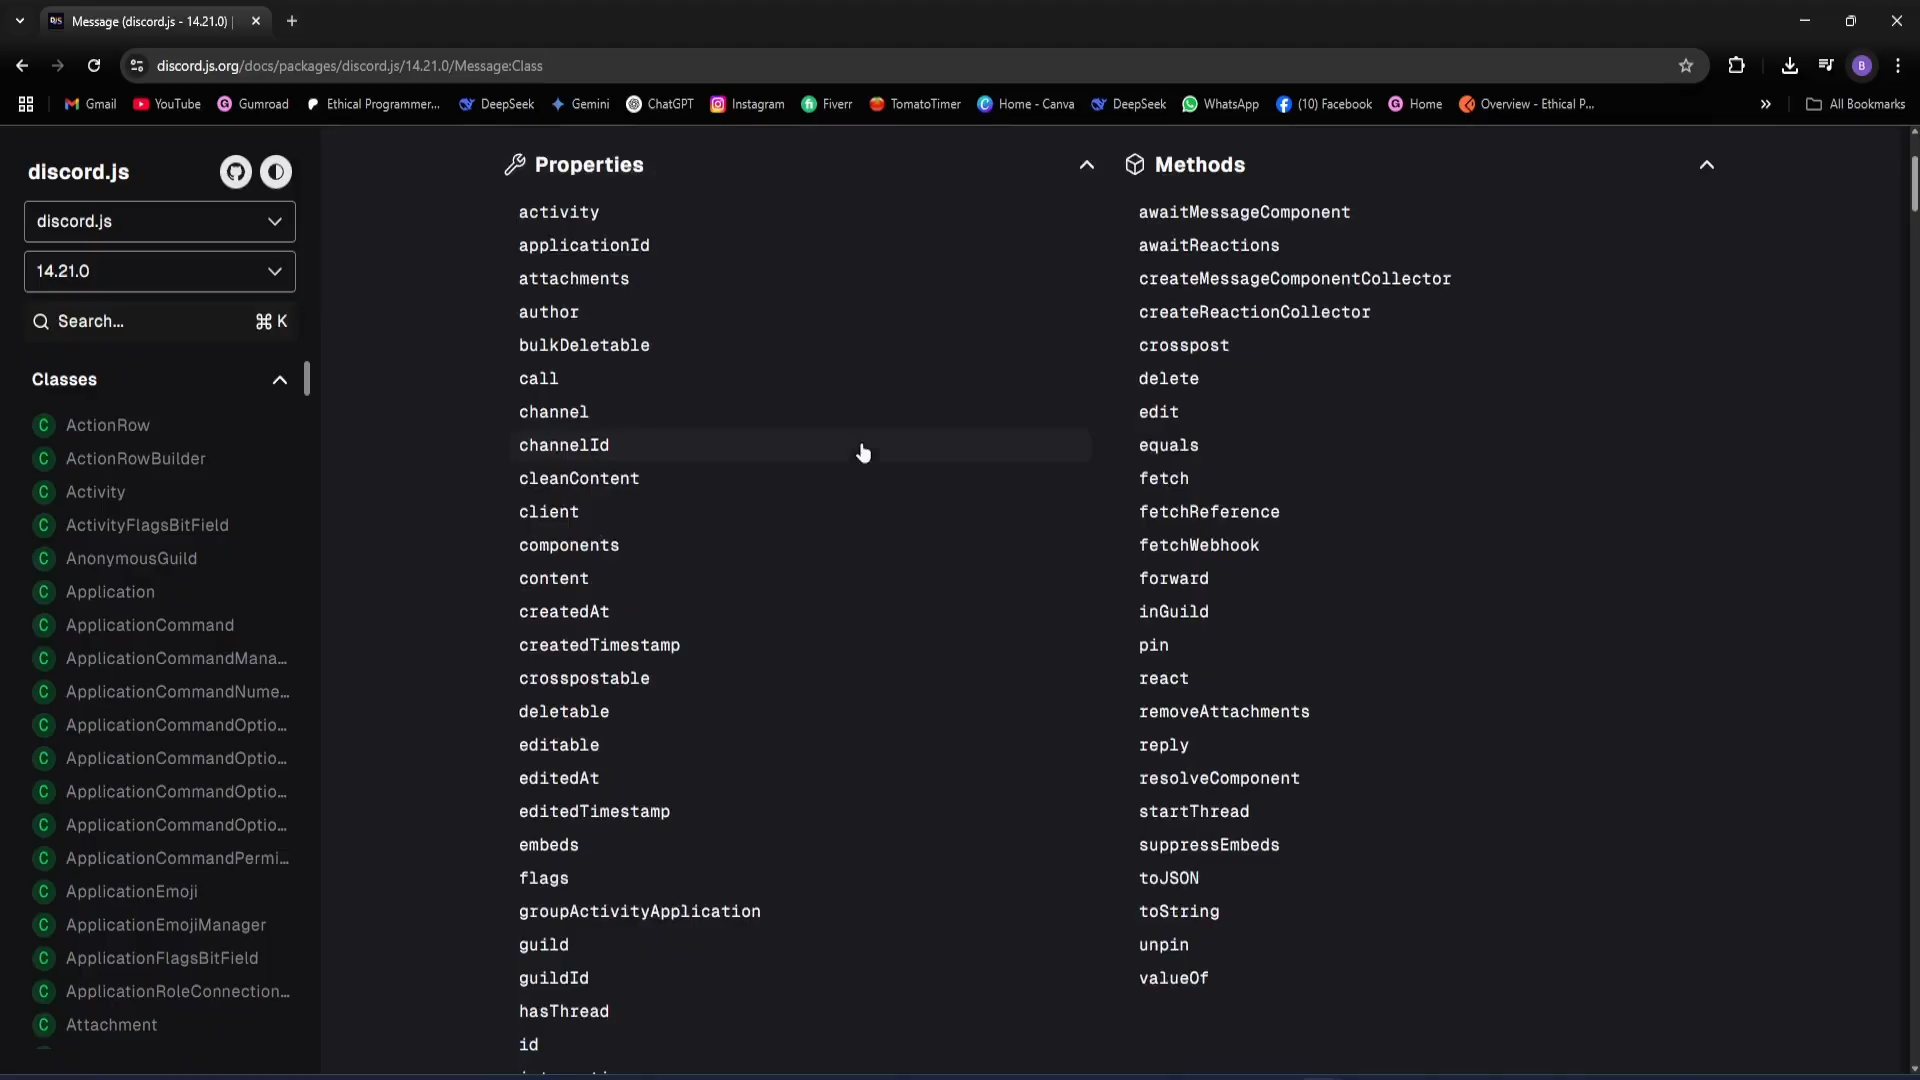 Message (discord.js - 14.21.0) |
discord.js.org/docs/packages/discord.js/14.21.0/Message:Class
B
Gmail
YouTube
Gumroad
Ethical Programmer...
DeepSeek
Gemini
ChatGPT
Instagram
Fiverr
TomatoTimer
Home - Canva
DeepSeek
WhatsApp
(10) Facebook
Home
Overview - Ethical P...
All Bookmarks
discord.js
discord.js
14.21.0
Search...
⌘ K
Classes
C ActionRow
C ActionRowBuilder
C Activity
C ActivityFlagsBitField
C AnonymousGuild
C Application
C ApplicationCommand
C ApplicationCommandMana...
C ApplicationCommandNume...
C ApplicationCommandOptio...
C ApplicationCommandOptio...
C ApplicationCommandOptio...
C ApplicationCommandOptio...
C ApplicationCommandPermi...
C ApplicationEmoji
C ApplicationEmojiManager
C ApplicationFlagsBitField
C ApplicationRoleConnection...
C Attachment
Properties
activity
applicationId
attachments
author
bulkDeletable
call
channel
channelId
cleanContent
client
components
content
createdAt
createdTimestamp
crosspostable
deletable
editable
editedAt
editedTimestamp
embeds
flags
groupActivityApplication
guild
guildId
hasThread
id
Methods
awaitMessageComponent
awaitReactions
createMessageComponentCollector
createReactionCollector
crosspost
delete
edit
equals
fetch
fetchReference
fetchWebhook
forward
inGuild
pin
react
removeAttachments
reply
resolveComponent
startThread
suppressEmbeds
toJSON
toString
unpin
valueOf